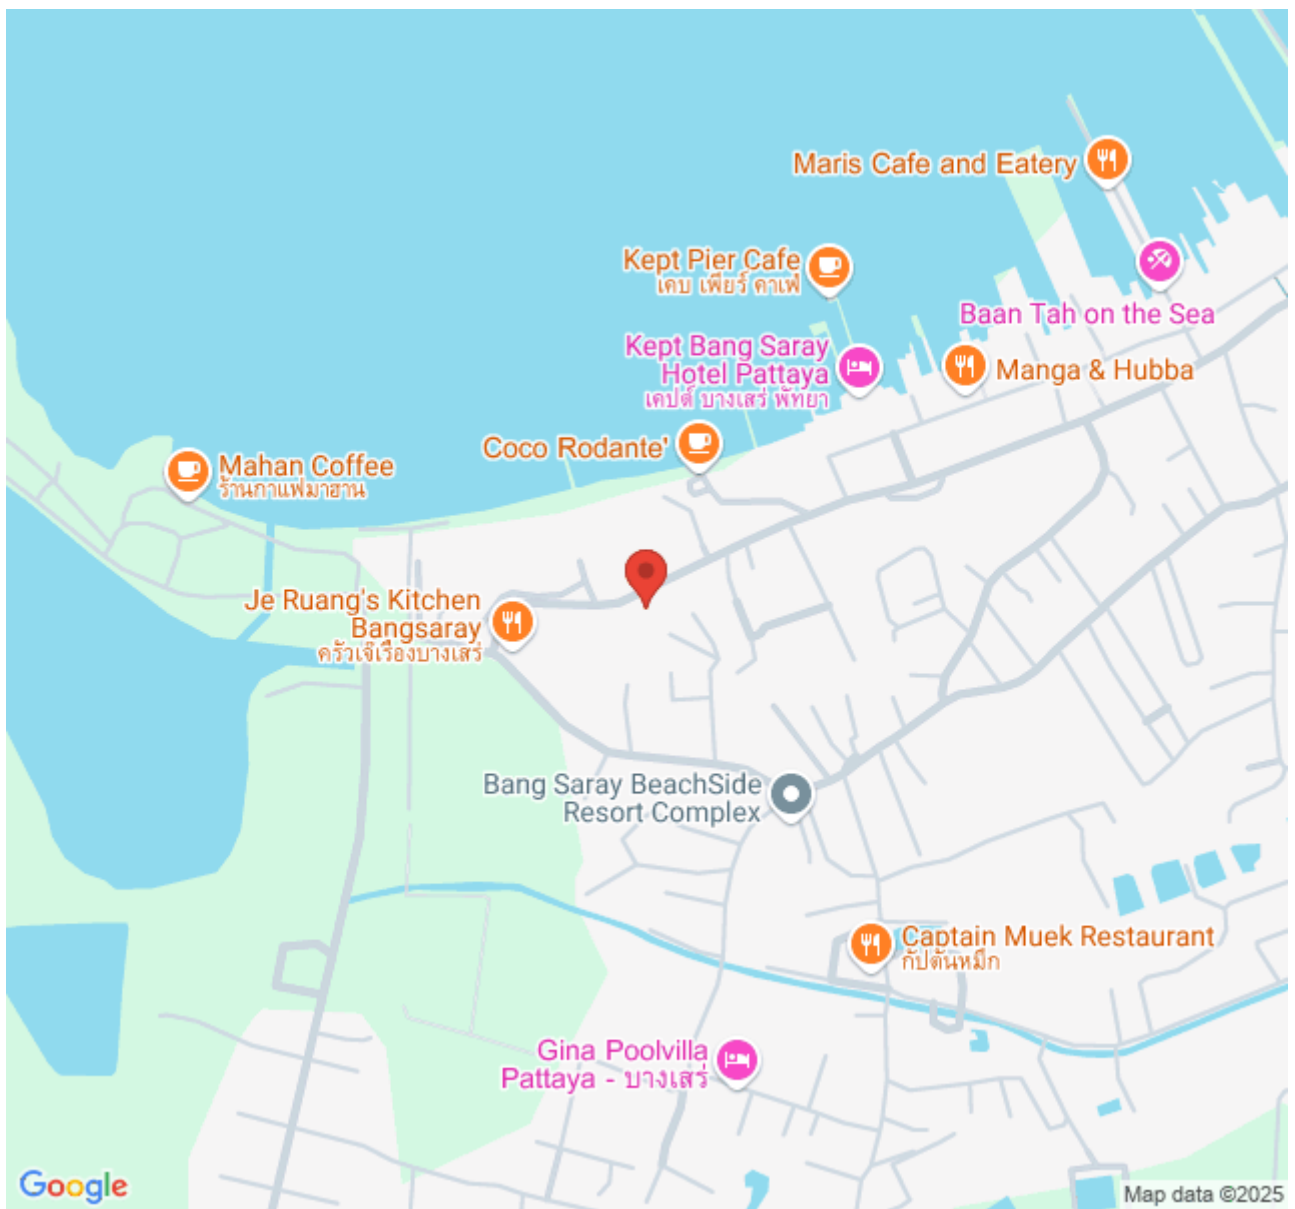 Maris Cafe and Eatery
Kept Pier Cafe
เคบ เพียร์ คาเฟ่
Baan Tah on the Sea
Kept Bang Saray
Hotel Pattaya
เคปต์ บางเสร่ พัทยา
Manga & Hubba
Coco Rodante'
Mahan Coffee
ร้านกาแฟมาฮาน
Je Ruang's Kitchen
Bangsaray
ครัวเจ๊เรืองบางเสร่
Bang Saray BeachSide
Resort Complex
Captain Muek Restaurant
กัปตันหมึก
Gina Poolvilla
Pattaya - บางเสร่
Google
Map data ©2025